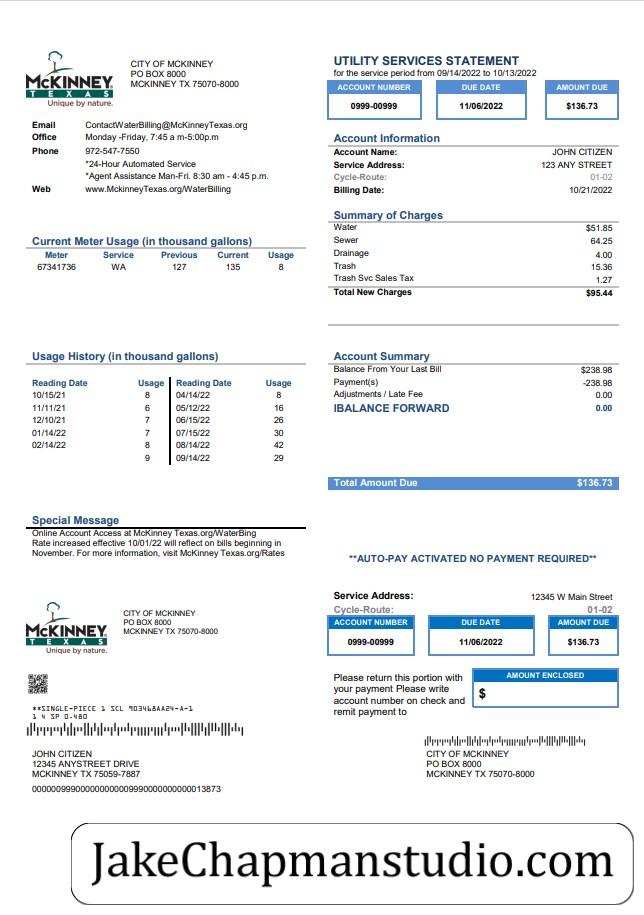 McKINNEY
TEXAS
Unique by nature.
CITY OF MCKINNEY
PO BOX 8000
MCKINNEY TX 75070-8000
UTILITY SERVICES STATEMENT
for the service period from 09/14/2022 to 10/13/2022
ACCOUNT NUMBER DUE DATE AMOUNT DUE
0999-00999 11/06/2022 $136.73
Email ContactWaterBilling@McKinneyTexas.org
Office Monday -Friday, 7:45 a m-5:00p.m
Phone 972-547-7550
*24-Hour Automated Service
*Agent Assistance Man-Fri. 8:30 am - 4:45 p.m.
Web www.MckinneyTexas.org/WaterBilling
Account Information
Account Name: JOHN CITIZEN
Service Address: 123 ANY STREET
Cycle-Route: 01-02
Billing Date: 10/21/2022
Summary of Charges
Water $51.85
Sewer 64.25
Drainage 4.00
Trash 15.36
Trash Svc Sales Tax 1.27
Total New Charges $95.44
Current Meter Usage (in thousand gallons)
Meter Service Previous Current Usage
67341736 WA 127 135 8
Usage History (in thousand gallons)
Reading Date Usage Reading Date Usage
10/15/21 8 04/14/22 8
11/11/21 6 05/12/22 16
12/10/21 7 06/15/22 26
01/14/22 7 07/15/22 30
02/14/22 8 08/14/22 42
9 09/14/22 29
Account Summary
Balance From Your Last Bill $238.98
Payment(s) -238.98
Adjustments / Late Fee 0.00
IBALANCE FORWARD 0.00
Total Amount Due $136.73
Special Message
Online Account Access at McKinney Texas.org/WaterBing
Rate increased effective 10/01/22 will reflect on bills beginning in
November. For more information, visit McKinney Texas.org/Rates
**AUTO-PAY ACTIVATED NO PAYMENT REQUIRED**
McKINNEY
TEXAS
Unique by nature.
CITY OF MCKINNEY
PO BOX 8000
MCKINNEY TX 75070-8000
Service Address: 12345 W Main Street
Cycle-Route: 01-02
ACCOUNT NUMBER DUE DATE AMOUNT DUE
0999-00999 11/06/2022 $136.73
Please return this portion with
your payment Please write
account number on check and
remit payment to
AMOUNT ENCLOSED
$
**SINGLE-PIECE 1 SCL 903468AA24-A-1
1 4 SP 0.480
JOHN CITIZEN
12345 ANYSTREET DRIVE
MCKINNEY TX 75059-7887
CITY OF MCKINNEY
PO BOX 8000
MCKINNEY TX 75070-8000
JakeChapmanstudio.com